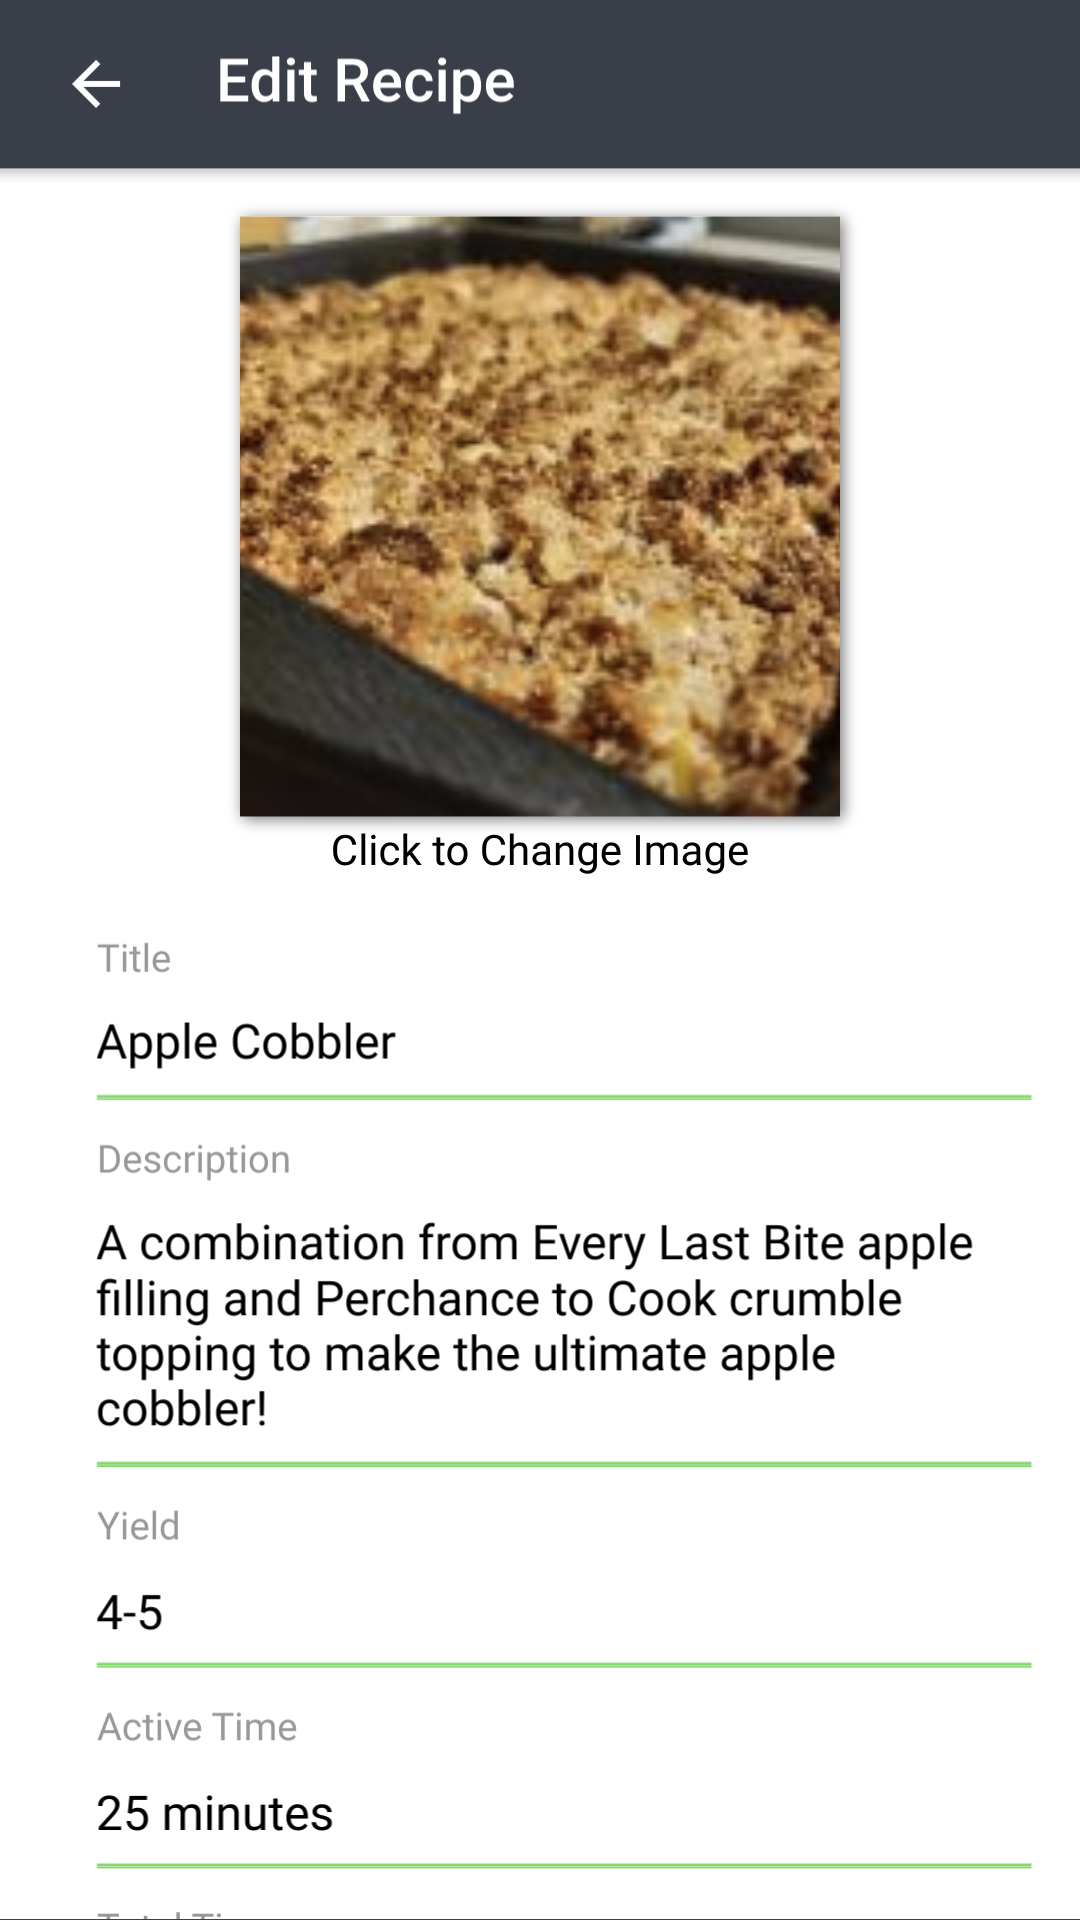 Edit Recipe
Click to Change Image
Title
Apple Cobbler
Description
A combination from Every Last Bite apple
filling and Perchance to Cook crumble
topping to make the ultimate apple
cobbler!
Yield
4-5
Active Time
25 minutes